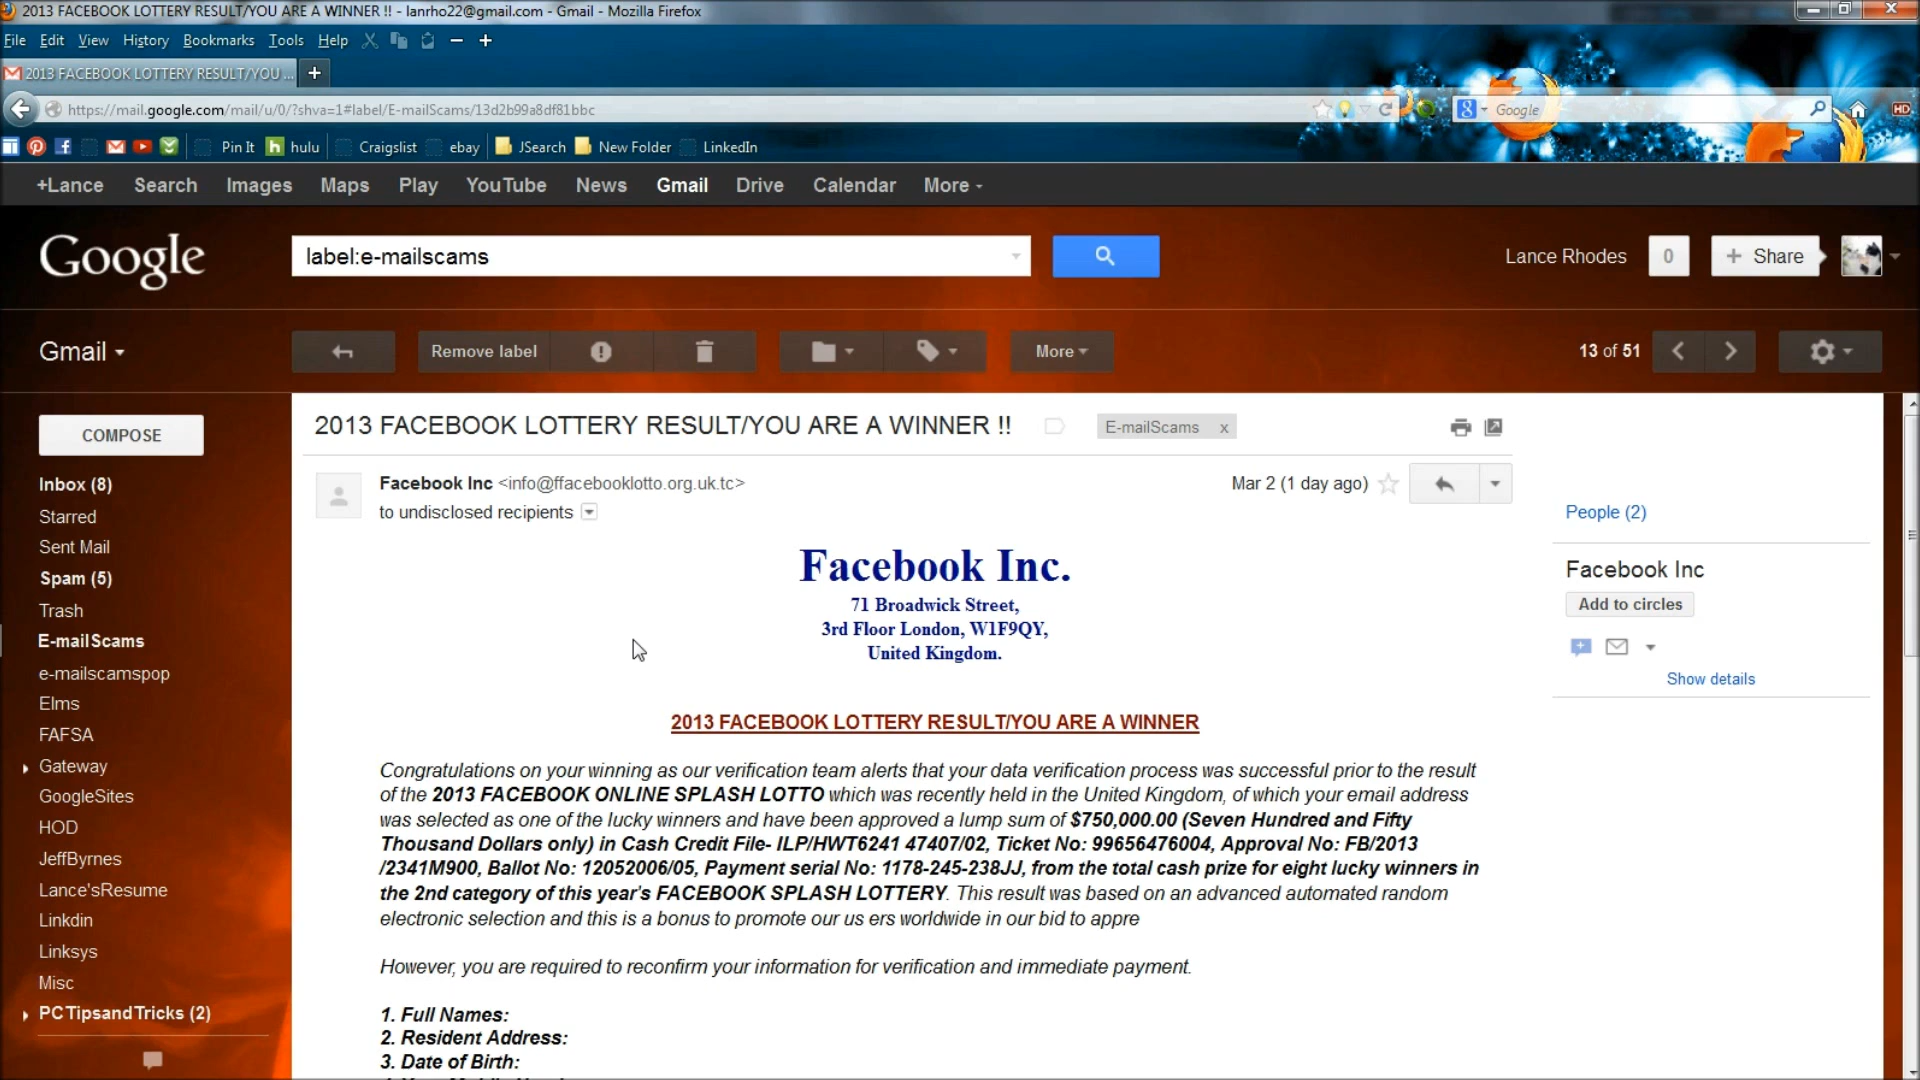 2013 FACEBOOK LOTTERY RESULT/YOU ARE A WINNER !! - lanrho22@gmail.com - Gmail - Mozilla Firefox
File Edit View History Bookmarks Tools Help
2013 FACEBOOK LOTTERY RESULT/YOU ...
https://mail.google.com/mail/u/0/?shva=1#label/E-mailScams/13d2b99a8df81bbc
Google
HD
Pin It hulu Craigslist ebay JSearch New Folder LinkedIn
+Lance Search Images Maps Play YouTube News Gmail Drive Calendar More
Google
label:e-mailscams
Lance Rhodes 0 + Share
Gmail
Remove label
More
13 of 51
COMPOSE
Inbox (8)
Starred
Sent Mail
Spam (5)
Trash
E-mailScams
e-mailscamspop
Elms
FAFSA
Gateway
GoogleSites
HOD
JeffByrnes
Lance'sResume
Linkdin
Linksys
Misc
PCTipsandTricks (2)
2013 FACEBOOK LOTTERY RESULT/YOU ARE A WINNER !!
E-mailScams x
Facebook Inc <info@ffacebooklotto.org.uk.tc>
Mar 2 (1 day ago)
to undisclosed recipients
Facebook Inc.
71 Broadwick Street,
3rd Floor London, W1F9QY,
United Kingdom.
2013 FACEBOOK LOTTERY RESULT/YOU ARE A WINNER
Congratulations on your winning as our verification team alerts that your data verification process was successful prior to the result
of the 2013 FACEBOOK ONLINE SPLASH LOTTO which was recently held in the United Kingdom, of which your email address
was selected as one of the lucky winners and have been approved a lump sum of $750,000.00 (Seven Hundred and Fifty
Thousand Dollars only) in Cash Credit File- ILP/HWT6241 47407/02, Ticket No: 99656476004, Approval No: FB/2013
/2341M900, Ballot No: 12052006/05, Payment serial No: 1178-245-238JJ, from the total cash prize for eight lucky winners in
the 2nd category of this year's FACEBOOK SPLASH LOTTERY. This result was based on an advanced automated random
electronic selection and this is a bonus to promote our us ers worldwide in our bid to appre
However, you are required to reconfirm your information for verification and immediate payment.
1. Full Names:
2. Resident Address:
3. Date of Birth:
People (2)
Facebook Inc
Add to circles
Show details